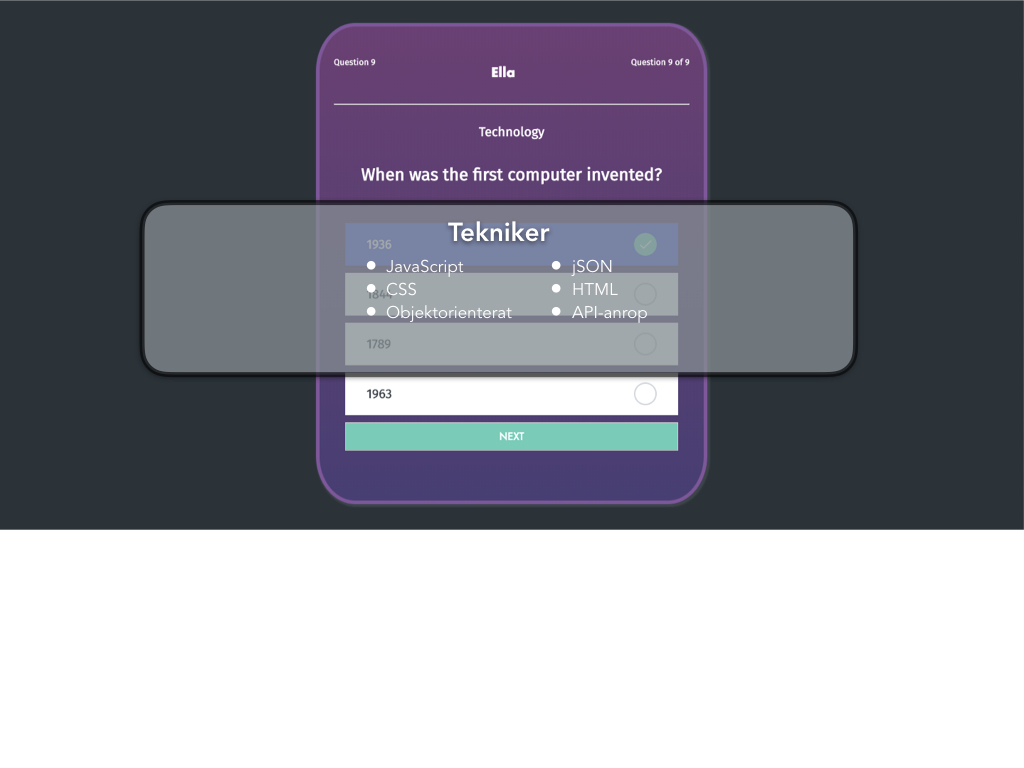 Question 9
Ella
Question 9 of 9
Technology
When was the first computer invented?
Tekniker
1936
JavaScript
jSON
1844
CSS
HTML
Objektorienterat
API-anrop
1789
1963
NEXT